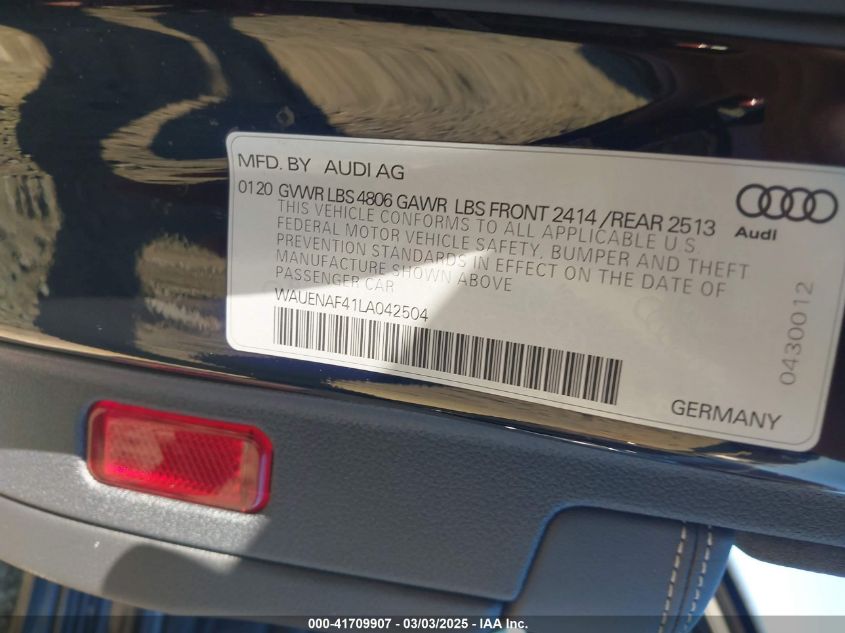 MFD. BY AUDI AG
0120 GVWR LBS 4806 GAWR LBS FRONT 2414 /REAR 2513
THIS VEHICLE CONFORMS TO ALL APPLICABLE U.S.
FEDERAL MOTOR VEHICLE SAFETY, BUMPER AND THEFT
PREVENTION STANDARDS IN EFFECT ON THE DATE OF
MANUFACTURE SHOWN ABOVE
PASSENGER CAR
WAUENAF41LA042504
Audi
0430012
GERMANY
000-41709907 / 03/03/2025 - IAA Inc.